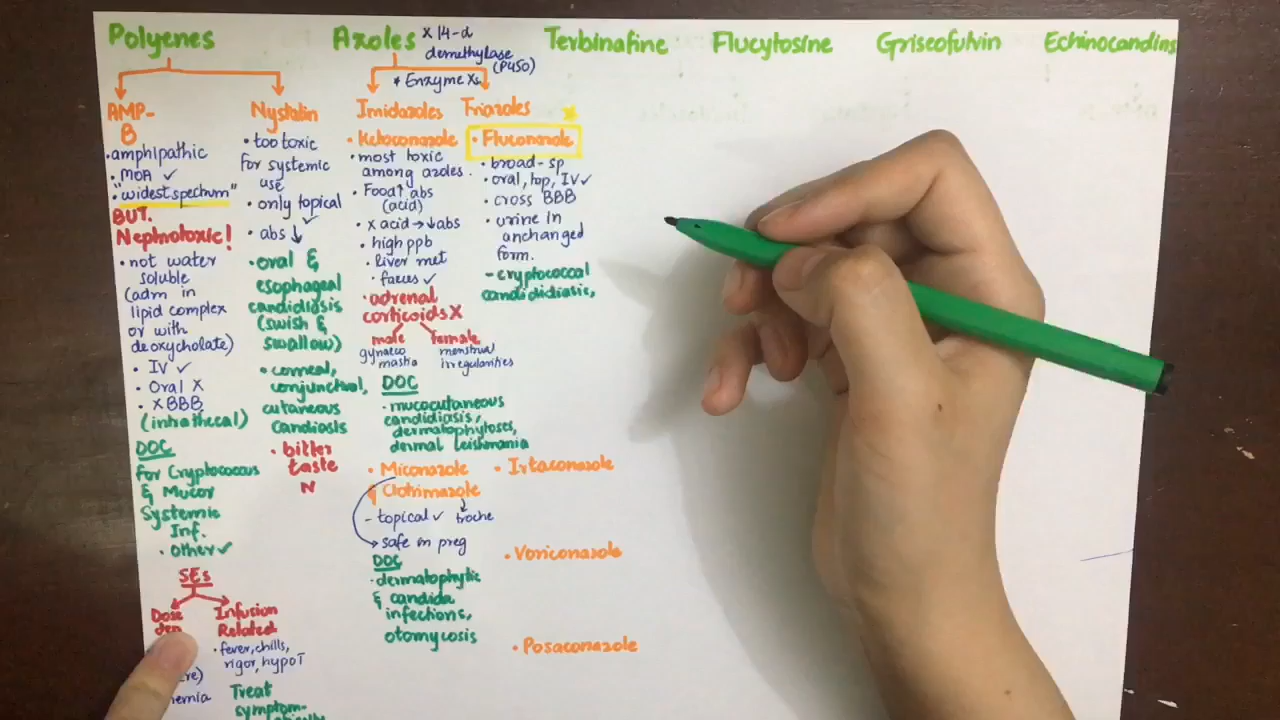 Polyenes
AMP-
B
•amphipathic
• MOA ✓
•"widest spectrum"
BUT.
Nephrotoxic!
• not water
soluble
(adm in
lipid complex
or with
deoxycholate)
• IV ✓
• Oral X
• X BBB
(intrathecal)
DOC
for Cryptococcus
& Mucor
Systemic
Inf.
• other ✓
SEs
Dose
dep
Infusion
Related
• fever, chills,
rigor, hypoT
Treat
symptom-
Nystatin
• too toxic
for systemic
use
• only topical
✓
• abs ↓
• oral &
esophageal
candidiasis
(swish &
swallow)
• corneal,
conjunctival,
cutaneous
candiasis
• bitter
taste
N
Azoles
X 14-α
demethylase
(P450)
* Enzyme Xs
Imidazoles
• Ketoconazole
• most toxic
among azoles.
• Food↑ abs
(acid)
• X acid → ↓abs
• high ppb
• liver met
• faeces ✓
• adrenal
corticoids X
male
gynaeco
mastia
female
menstrual
irregularities
DOC
• mucocutaneous
candidiasis,
dermatophytoses,
dermal leishmania
• Miconazole
& Clotrimazole
- topical ✓ troche
→ safe in preg
DOC
• dermatophytic
& candida
infections,
otomycosis
Triazoles
• Fluconazole
• broad-sp
• oral, top, IV ✓
• cross BBB
• urine in
unchanged
form.
- cryptococcal
candididiasic,
• Irtaconazole
• Voriconazole
• Posaconazole
Terbinafine
Flucytosine
Griseofulvin
Echinocandins